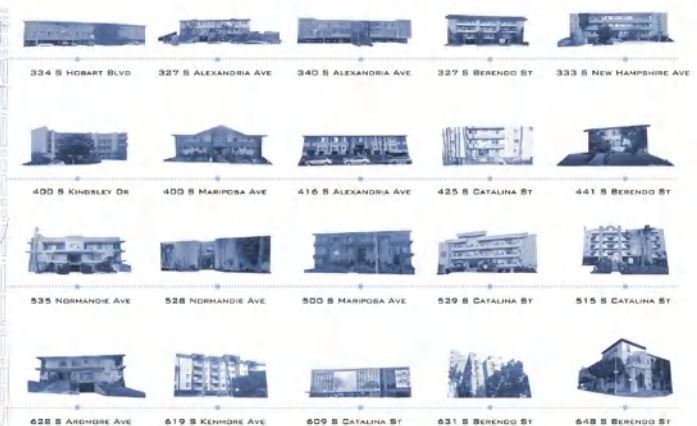 334 S HOBART BLVD
327 S ALEXANDRIA AVE
340 S ALEXANDRIA AVE
327 S BERENDO ST
333 S NEW HAMPSHIRE AVE
400 S KINGSLEY DR
400 S MARIPOSA AVE
416 S ALEXANDRIA AVE
425 S CATALINA ST
441 S BERENDO ST
535 NORMANDIE AVE
528 NORMANDIE AVE
500 S MARIPOSA AVE
529 S CATALINA ST
515 S CATALINA ST
628 S ARDMORE AVE
619 S KENMORE AVE
609 S CATALINA ST
631 S BERENDO ST
648 S BERENDO ST